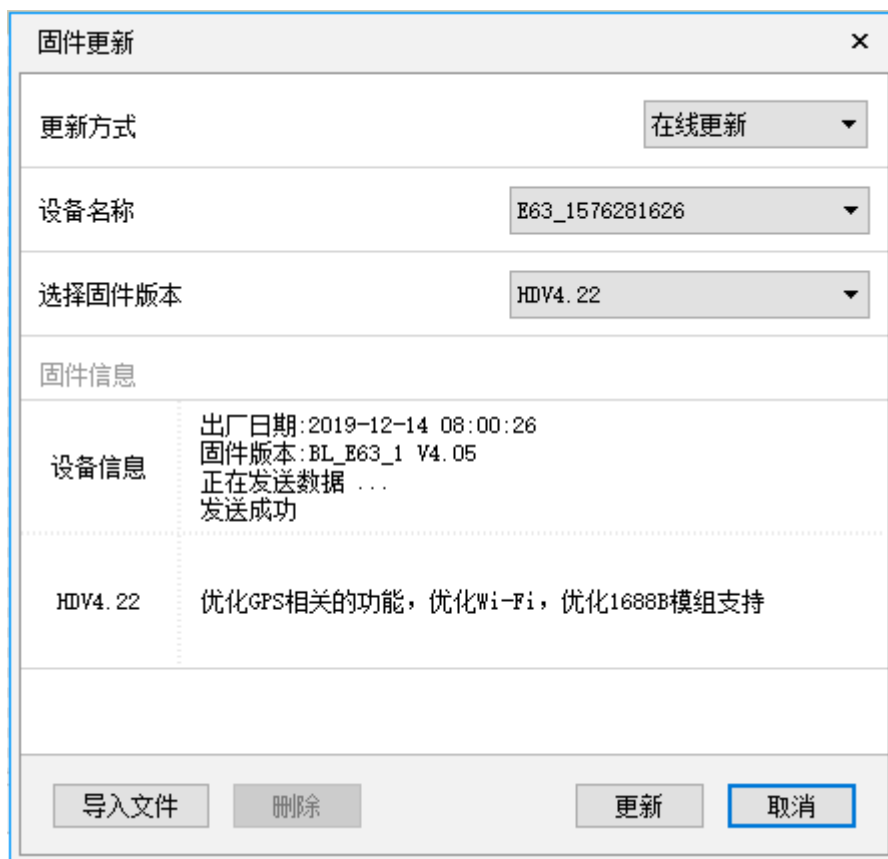 固件更新
更新方式 在线更新
设备名称 E63_1576281626
选择固件版本 HDV4.22
固件信息
设备信息
出厂日期:2019-12-14 08:00:26
固件版本:BL_E63_1 V4.05
正在发送数据 ...
发送成功
HDV4.22 优化GPS相关的功能，优化Wi-Fi，优化1688B模组支持
导入文件 删除 更新 取消